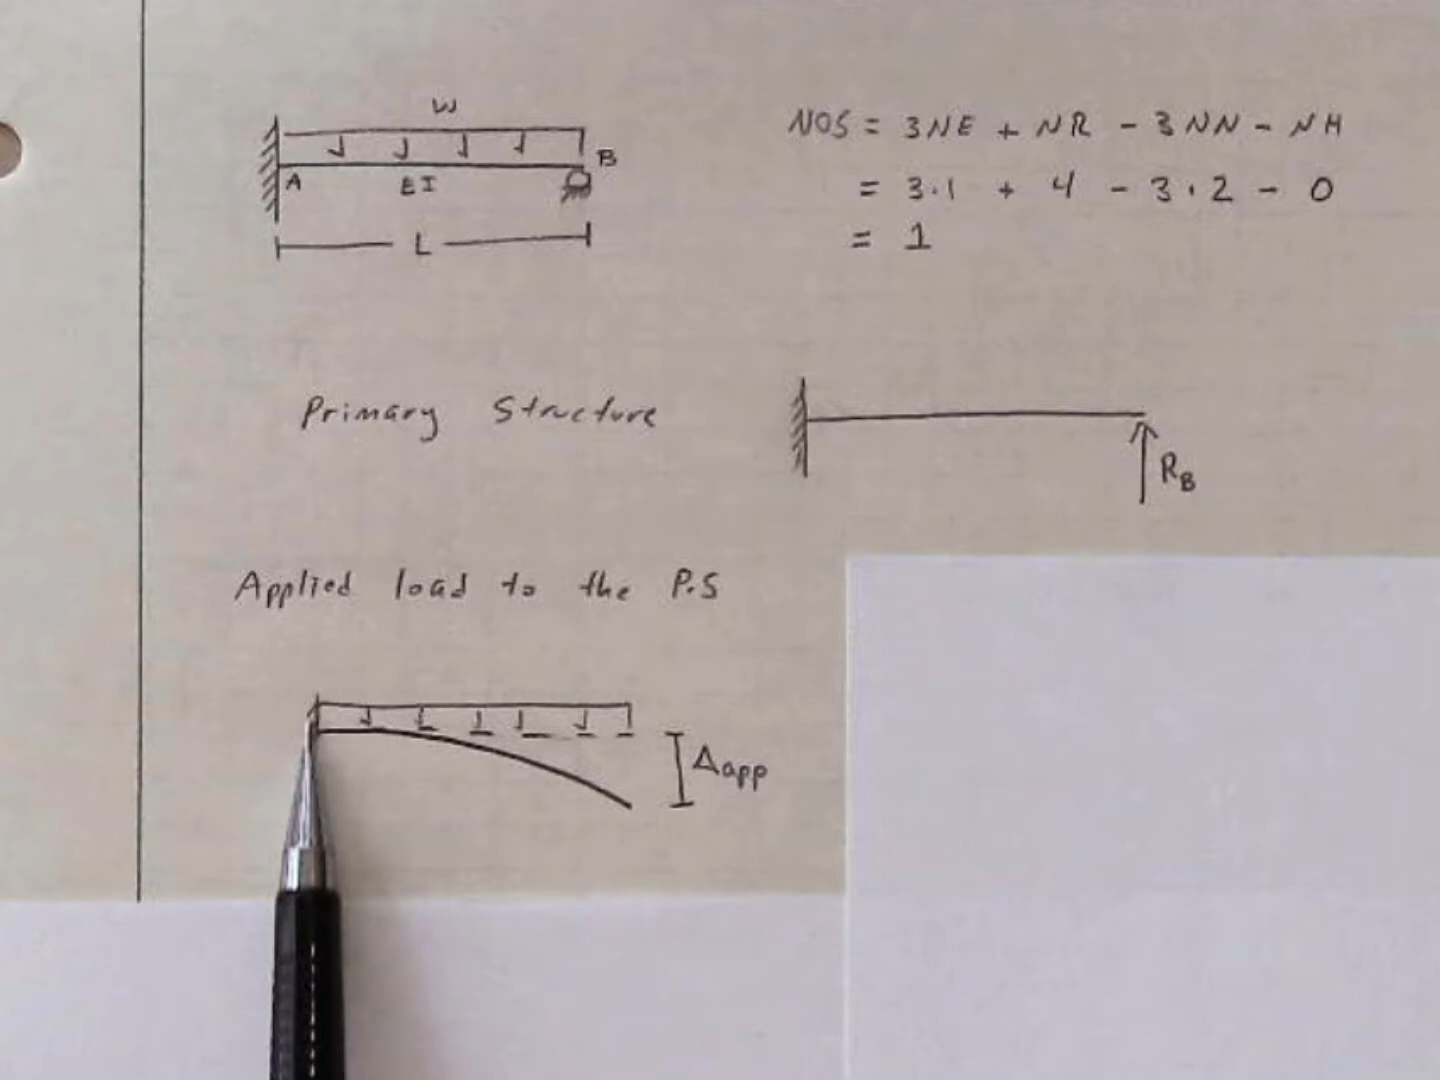 w
A EI B
L
NOS = 3NE + NR - 3NN - NH
= 3·1 + 4 - 3·2 - 0
= 1
Primary Structure
R_B
Applied load to the P.S
Δapp